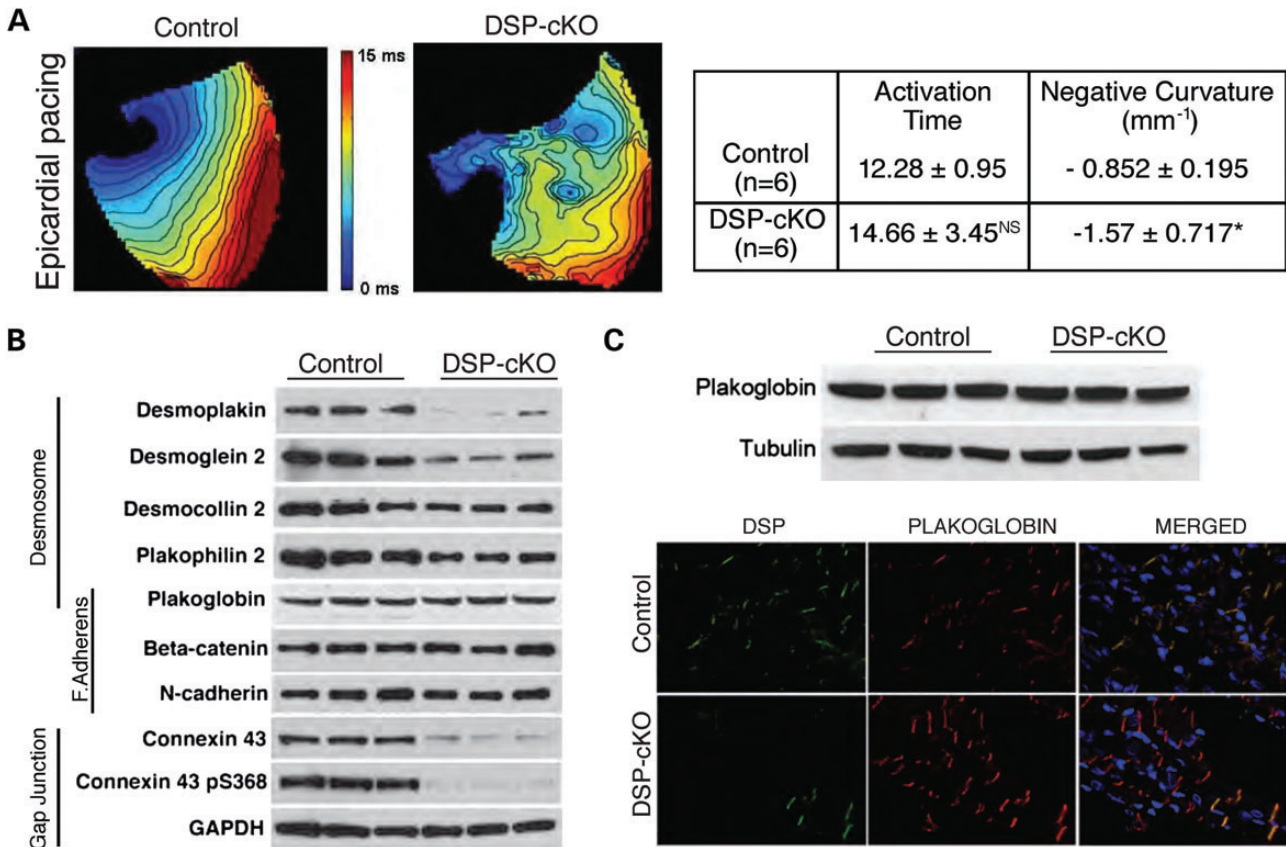 A
Control
DSP-cKO
Epicardial pacing
15 ms
0 ms
Activation Time
Negative Curvature (mm-1)
Control (n=6)
12.28 ± 0.95
- 0.852 ± 0.195
DSP-cKO (n=6)
14.66 ± 3.45NS
-1.57 ± 0.717*
B
Control
DSP-cKO
Desmosome
Desmoplakin
Desmoglein 2
Desmocollin 2
Plakophilin 2
Plakoglobin
F.Adherens
Beta-catenin
N-cadherin
Gap Junction
Connexin 43
Connexin 43 pS368
GAPDH
C
Control
DSP-cKO
Plakoglobin
Tubulin
DSP
PLAKOGLOBIN
MERGED
Control
DSP-cKO